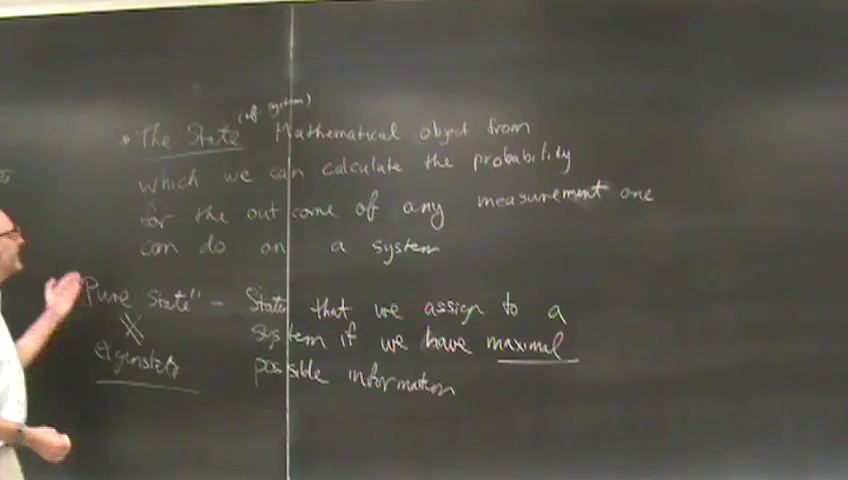 (of system)
• The State Mathematical object from
which we can calculate the probability
for the outcome of any measurement one
can do on a system
"Pure State" - State that we assign to a
system if we have maximal
eigenstate possible information